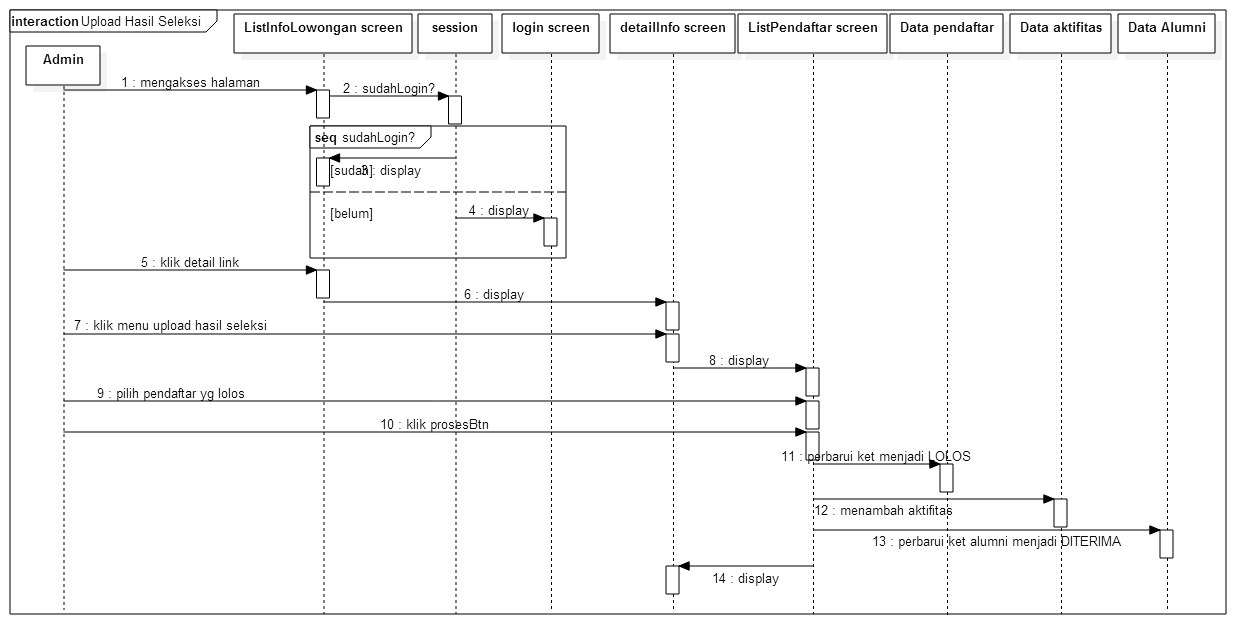 interaction Upload Hasil Seleksi
ListInfoLowongan screen
session
login screen
detailInfo screen
ListPendaftar screen
Data pendaftar
Data aktifitas
Data Alumni
Admin
1 : mengakses halaman
2 : sudahLogin?
seq sudahLogin?
[sudah]
3 : display
[belum]
4 : display
5 : klik detail link
6 : display
7 : klik menu upload hasil seleksi
8 : display
9 : pilih pendaftar yg lolos
10 : klik prosesBtn
11 : perbarui ket menjadi LOLOS
12 : menambah aktifitas
13 : perbarui ket alumni menjadi DITERIMA
14 : display